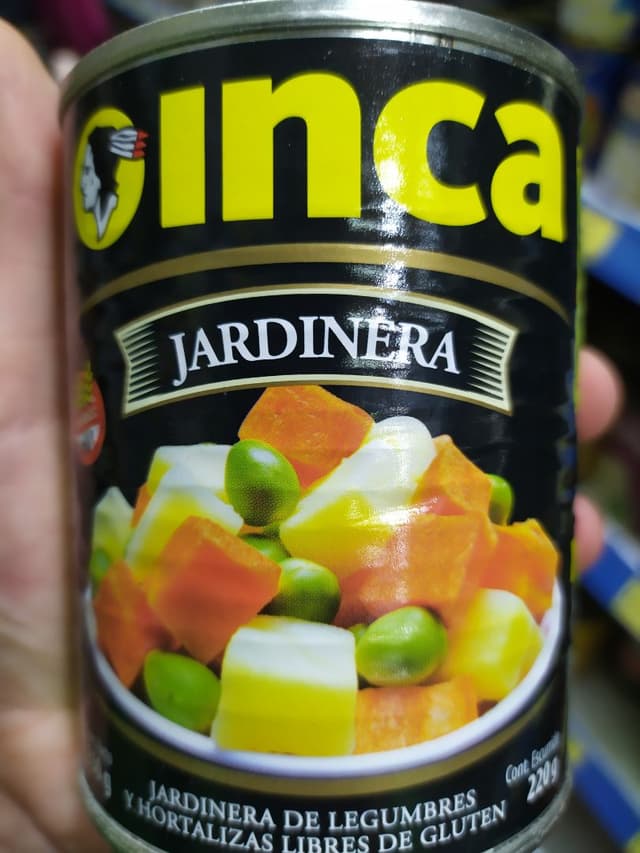 inca
JARDINERA
JARDINERA DE LEGUMBRES
Y HORTALIZAS LIBRES DE GLUTEN
Cont. Escurrido
220 g